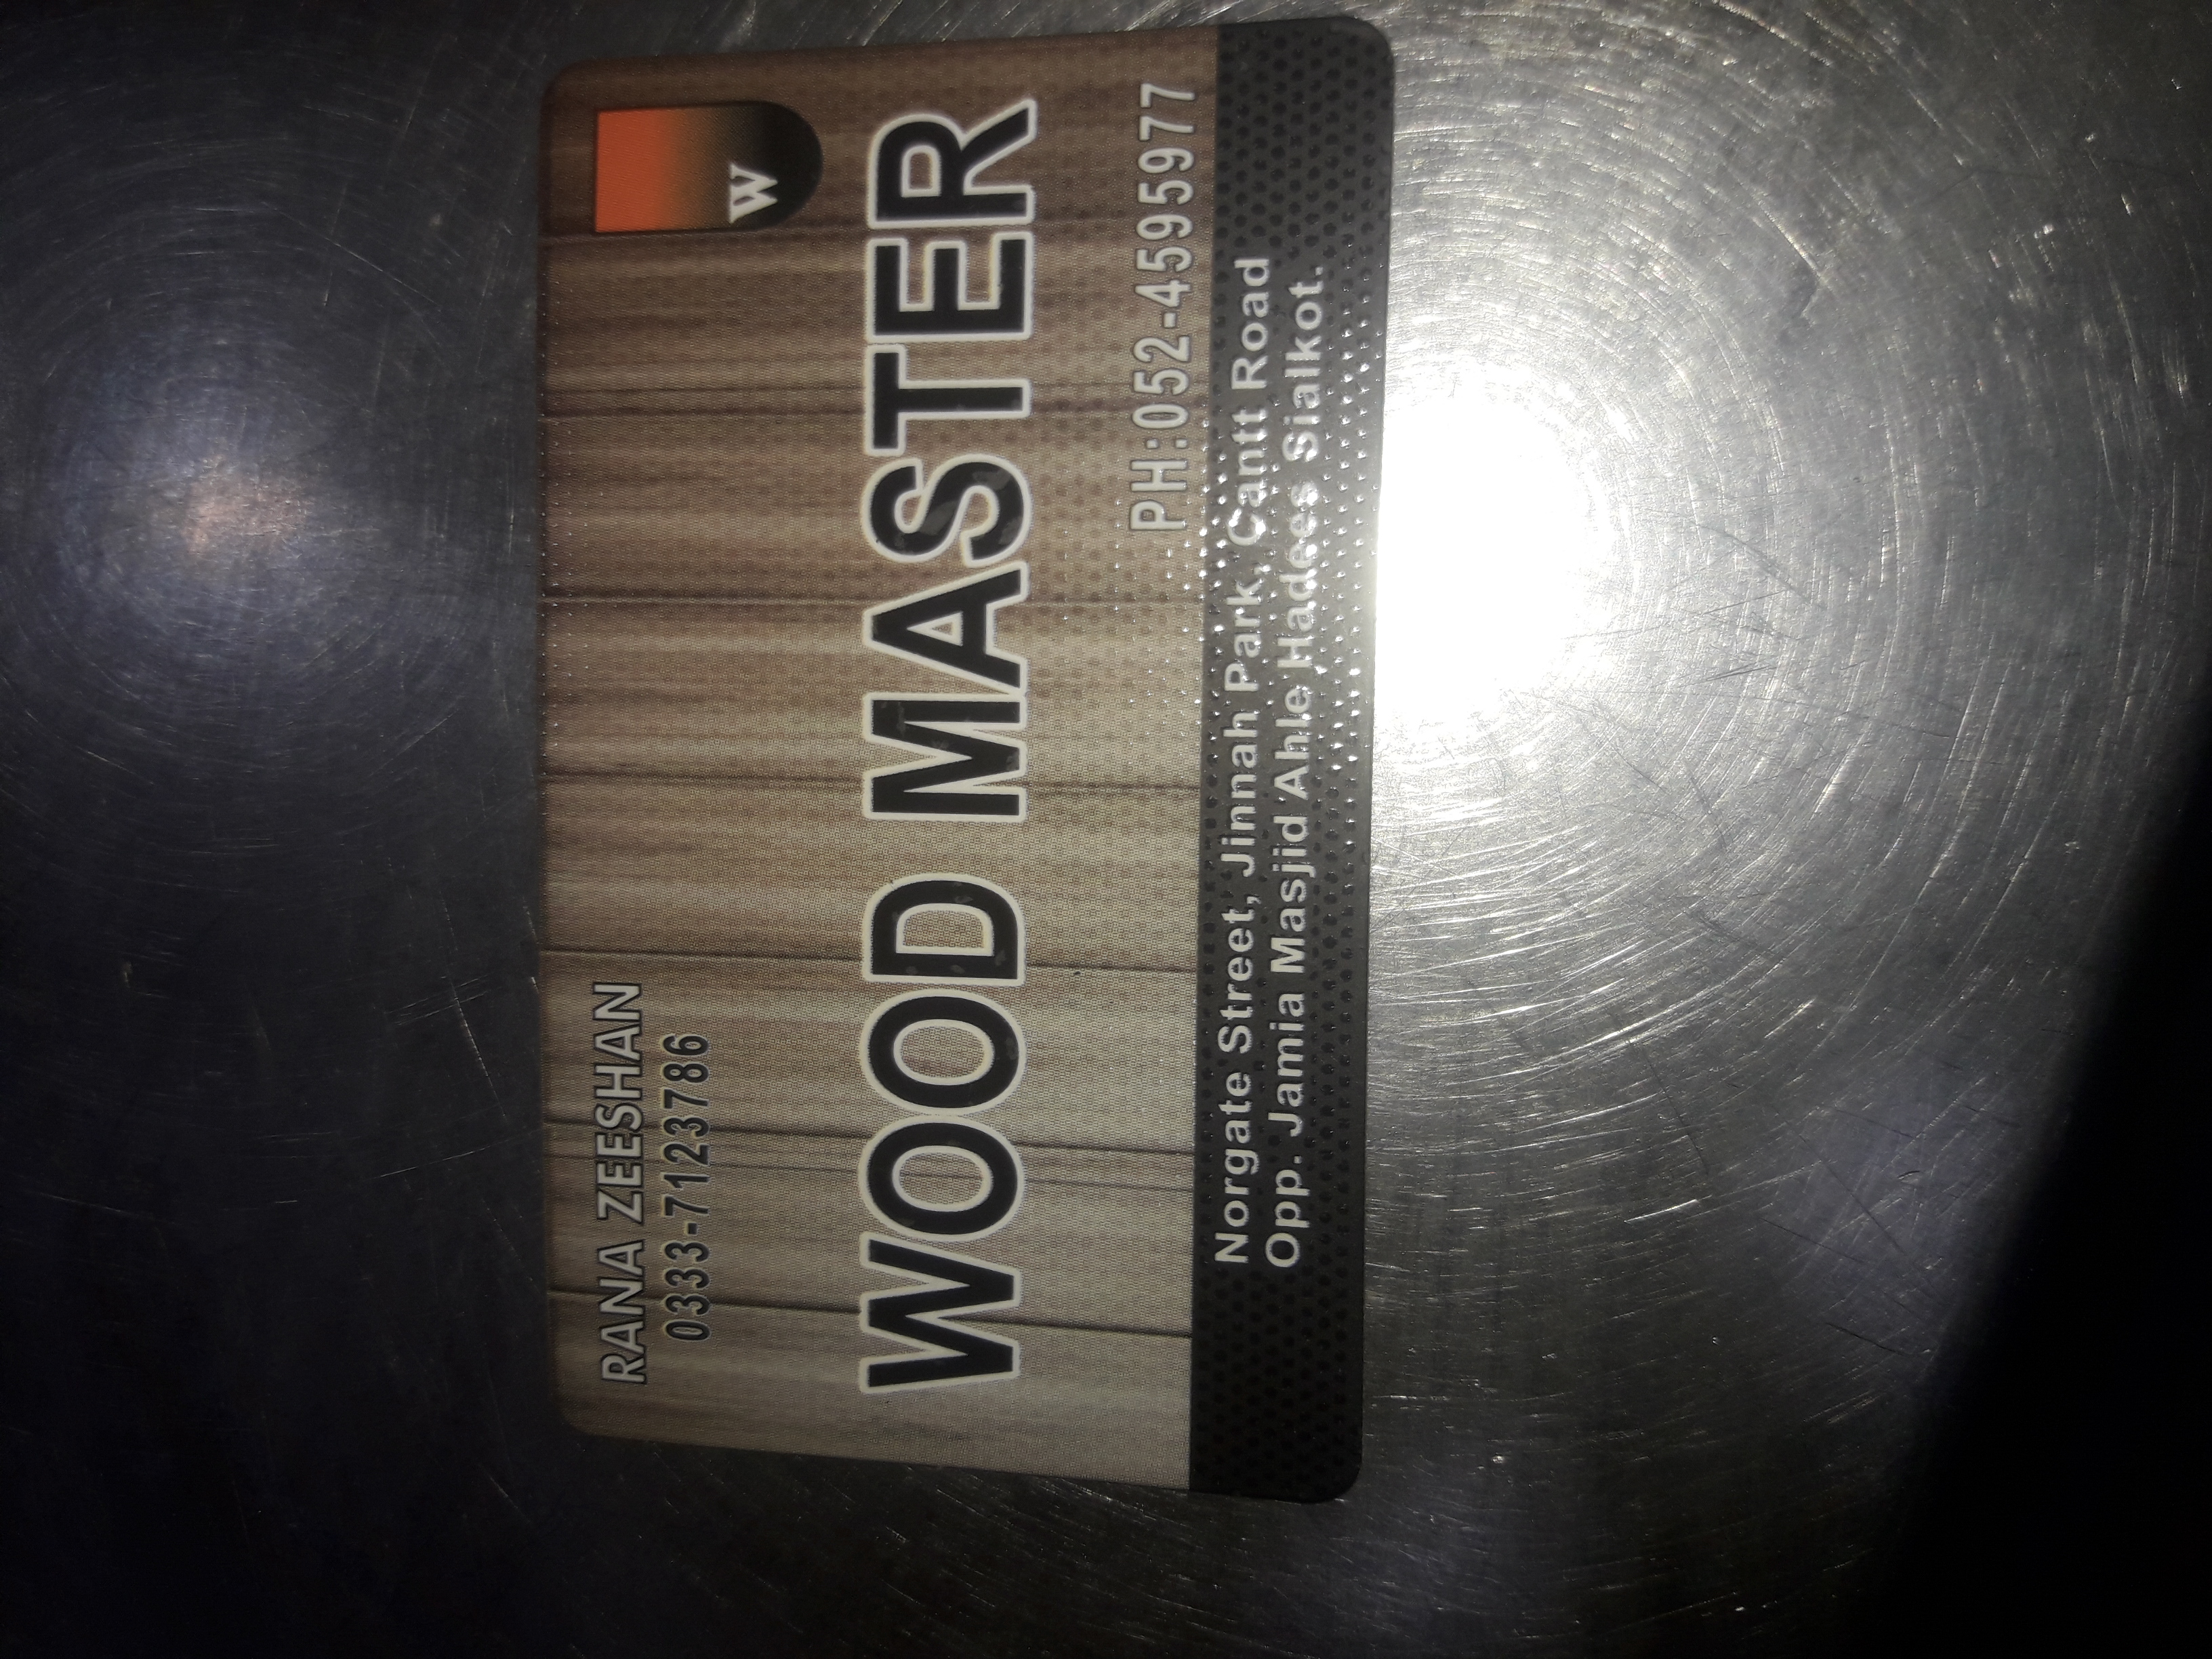 RANA ZEESHAN
0333-7123786
W
WOOD MASTER
PH:052-4595977
Norgate Street, Jinnah Park, Cantt Road
Opp. Jamia Masjid Ahle Hadees Sialkot.